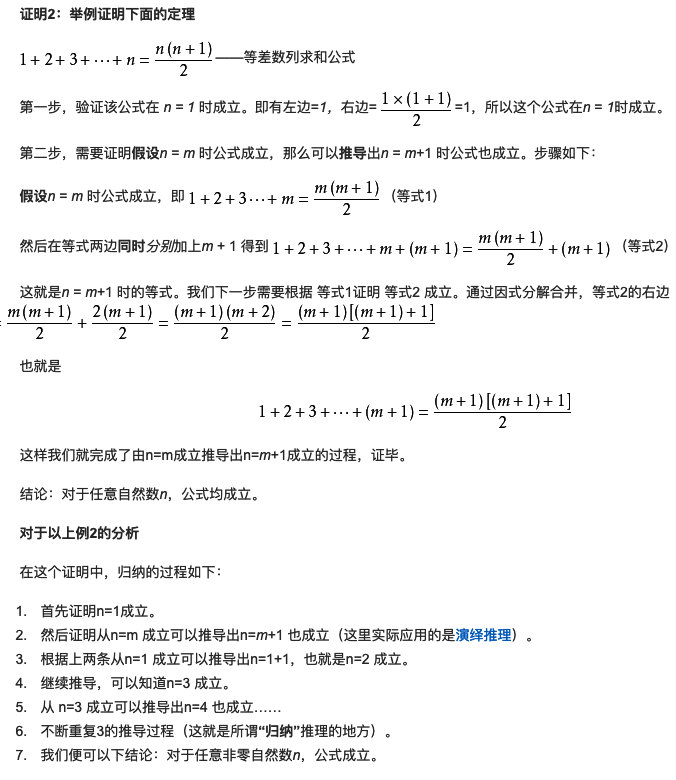 证明2：举例证明下面的定理
1 + 2 + 3 + ⋯ + n = n(n + 1)/2 ——等差数列求和公式
第一步，验证该公式在 n = 1 时成立。即有左边=1，右边= 1 × (1 + 1)/2 =1，所以这个公式在n = 1时成立。
第二步，需要证明假设n = m 时公式成立，那么可以推导出n = m+1 时公式也成立。步骤如下：
假设n = m 时公式成立，即 1 + 2 + 3 ⋯ + m = m(m + 1)/2 （等式1）
然后在等式两边同时分别加上m + 1 得到 1 + 2 + 3 + ⋯ + m + (m + 1) = m(m + 1)/2 + (m + 1) （等式2）
这就是n = m+1 时的等式。我们下一步需要根据 等式1证明 等式2 成立。通过因式分解合并，等式2的右边
= m(m + 1)/2 + 2(m + 1)/2 = (m + 1)(m + 2)/2 = (m + 1)[(m + 1) + 1]/2
也就是
1 + 2 + 3 + ⋯ + (m + 1) = (m + 1)[(m + 1) + 1]/2
这样我们就完成了由n=m成立推导出n=m+1成立的过程，证毕。
结论：对于任意自然数n，公式均成立。
对于以上例2的分析
在这个证明中，归纳的过程如下：
1. 首先证明n=1成立。
2. 然后证明从n=m 成立可以推导出n=m+1 也成立（这里实际应用的是演绎推理）。
3. 根据上两条从n=1 成立可以推导出n=1+1，也就是n=2 成立。
4. 继续推导，可以知道n=3 成立。
5. 从 n=3 成立可以推导出n=4 也成立……
6. 不断重复3的推导过程（这就是所谓“归纳”推理的地方）。
7. 我们便可以下结论：对于任意非零自然数n，公式成立。